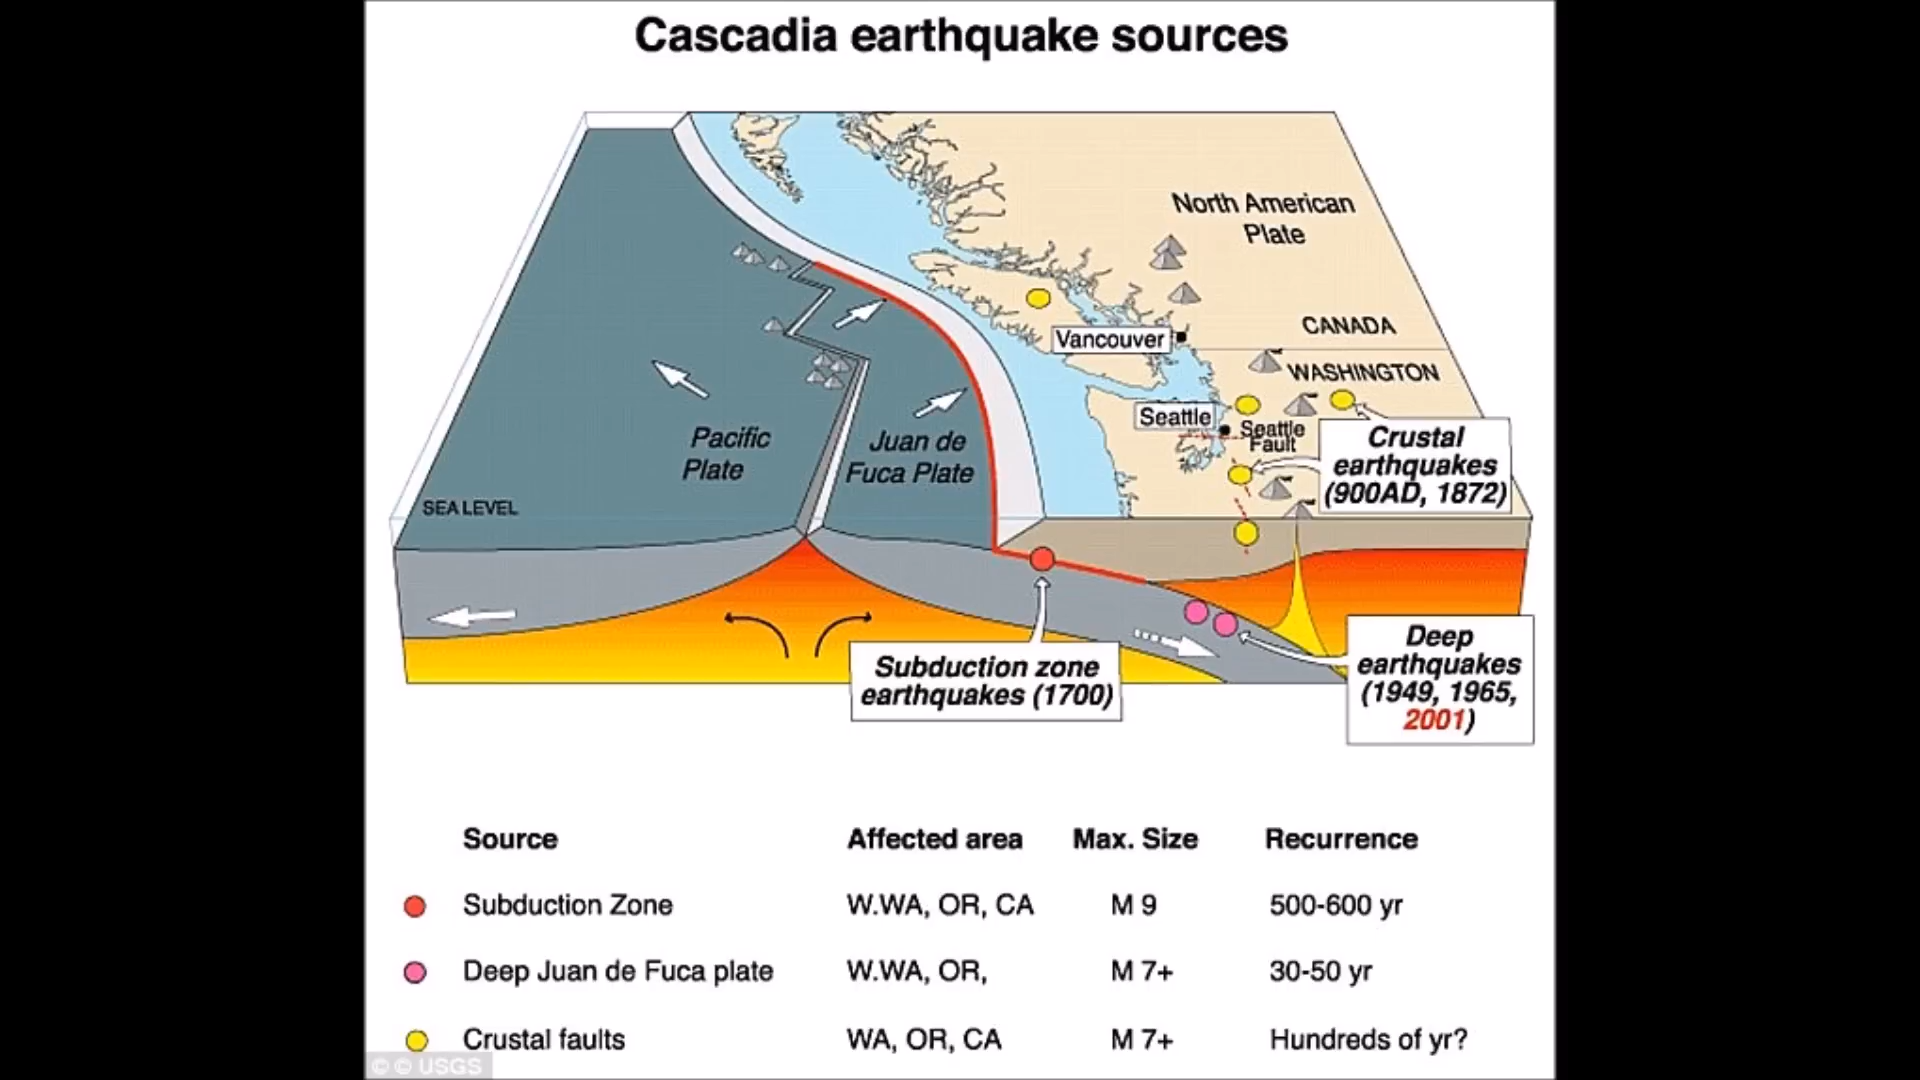 Cascadia earthquake sources
North American
Plate
CANADA
Vancouver
WASHINGTON
Seattle
Seattle
Fault
Crustal
earthquakes
(900AD, 1872)
Pacific
Plate
Juan de
Fuca Plate
SEA LEVEL
Subduction zone
earthquakes (1700)
Deep
earthquakes
(1949, 1965,
2001)
Source Affected area Max. Size Recurrence
Subduction Zone W.WA, OR, CA M 9 500-600 yr
Deep Juan de Fuca plate W.WA, OR, M 7+ 30-50 yr
Crustal faults WA, OR, CA M 7+ Hundreds of yr?
© © USGS